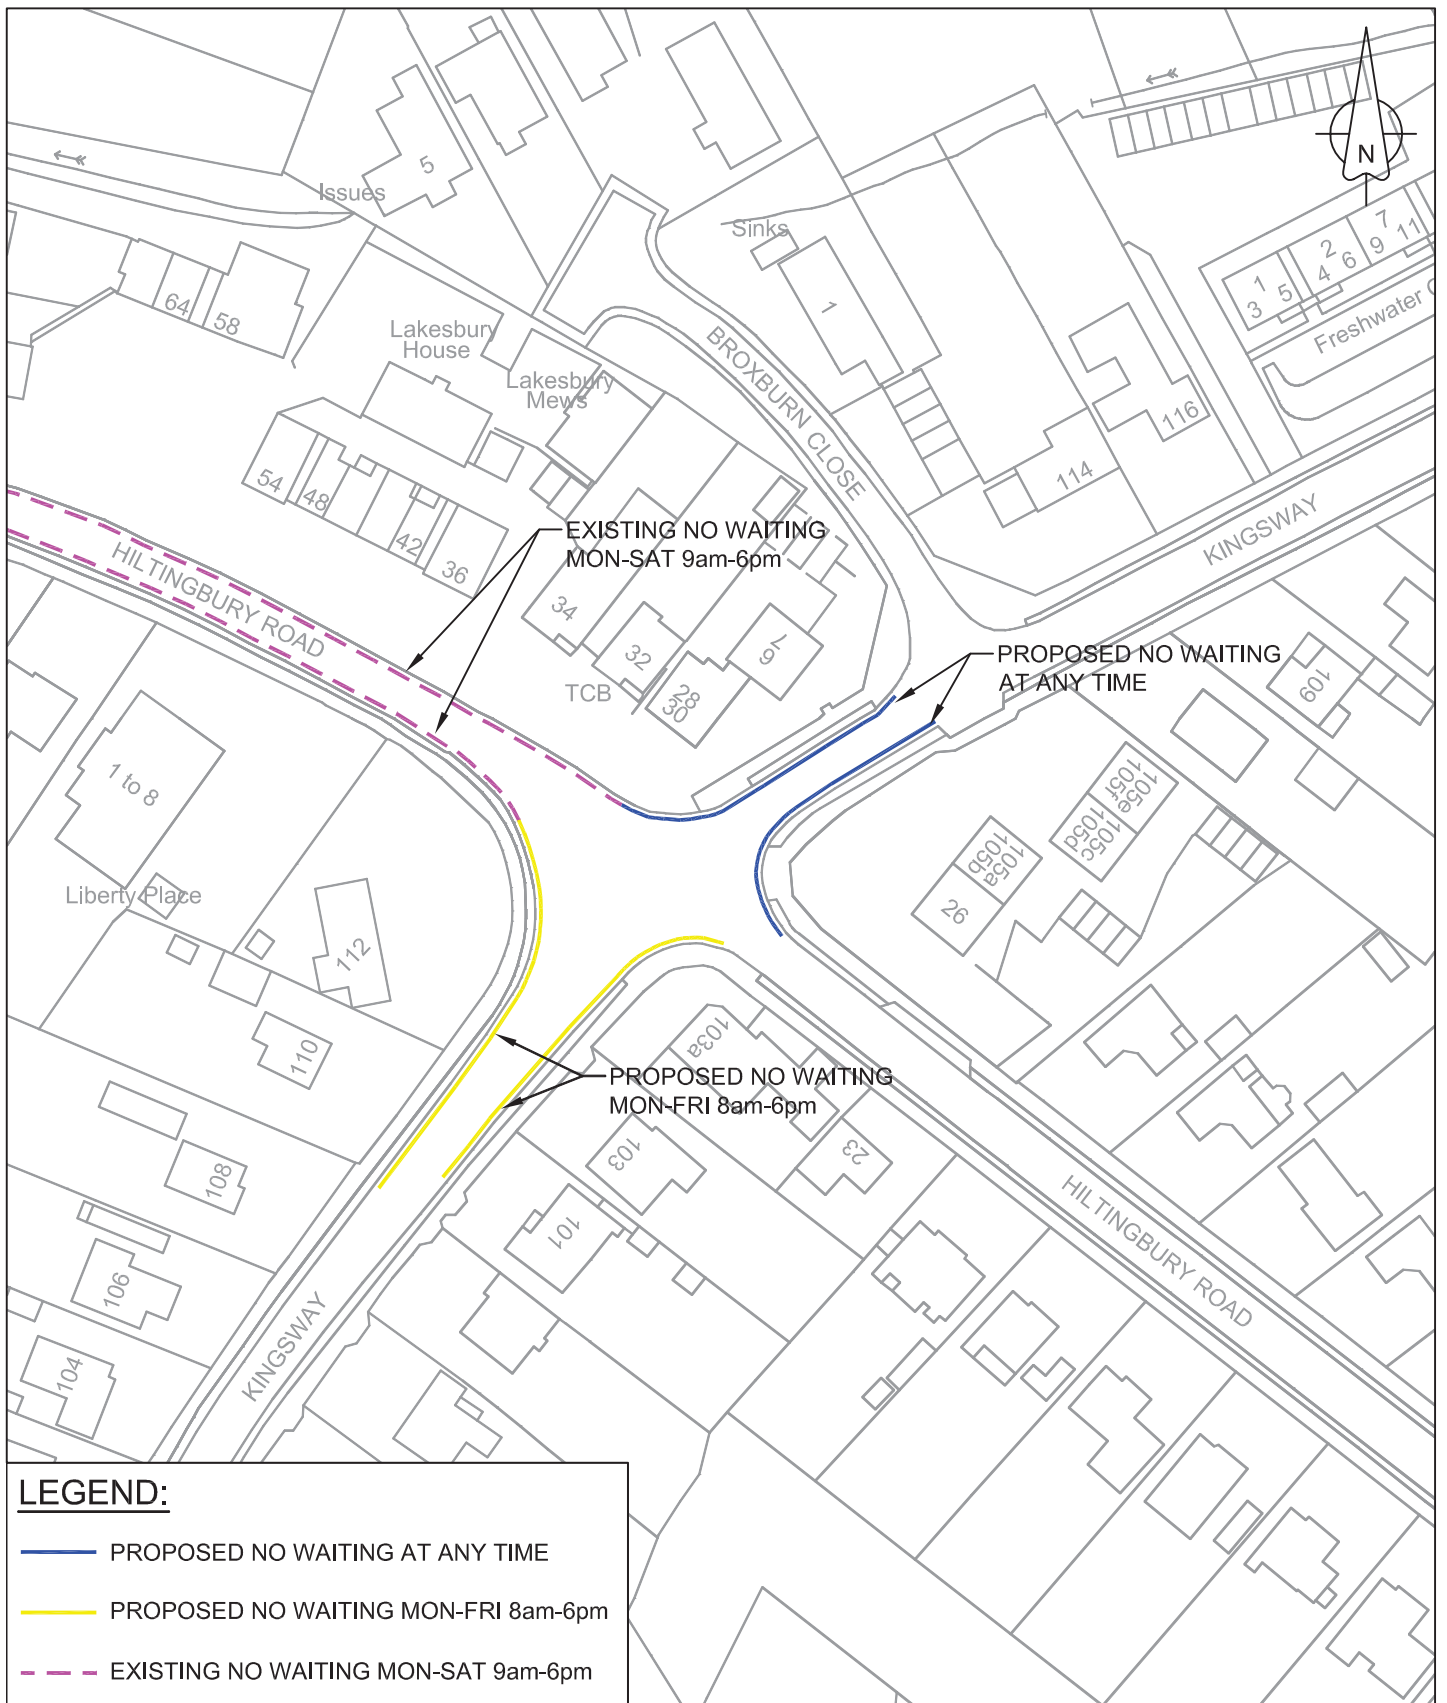 N
5
Issues
Sinks
1
7
11
9
2
6
4
1
5
3
Freshwater C
64
58
Lakesbury
House
Lakesbury
Mews
BROXBURN CLOSE
116
114
KINGSWAY
54
48
42
36
EXISTING NO WAITING
MON-SAT 9am-6pm
HILTINGBURY ROAD
34
32
TCB
28
30
PROPOSED NO WAITING
AT ANY TIME
109
1 to 8
105e
105f
105c
105d
105a
105b
26
Liberty Place
112
110
103a
PROPOSED NO WAITING
MON-FRI 8am-6pm
103
23
108
101
HILTINGBURY ROAD
106
KINGSWAY
104
LEGEND:
PROPOSED NO WAITING AT ANY TIME
PROPOSED NO WAITING MON-FRI 8am-6pm
EXISTING NO WAITING MON-SAT 9am-6pm